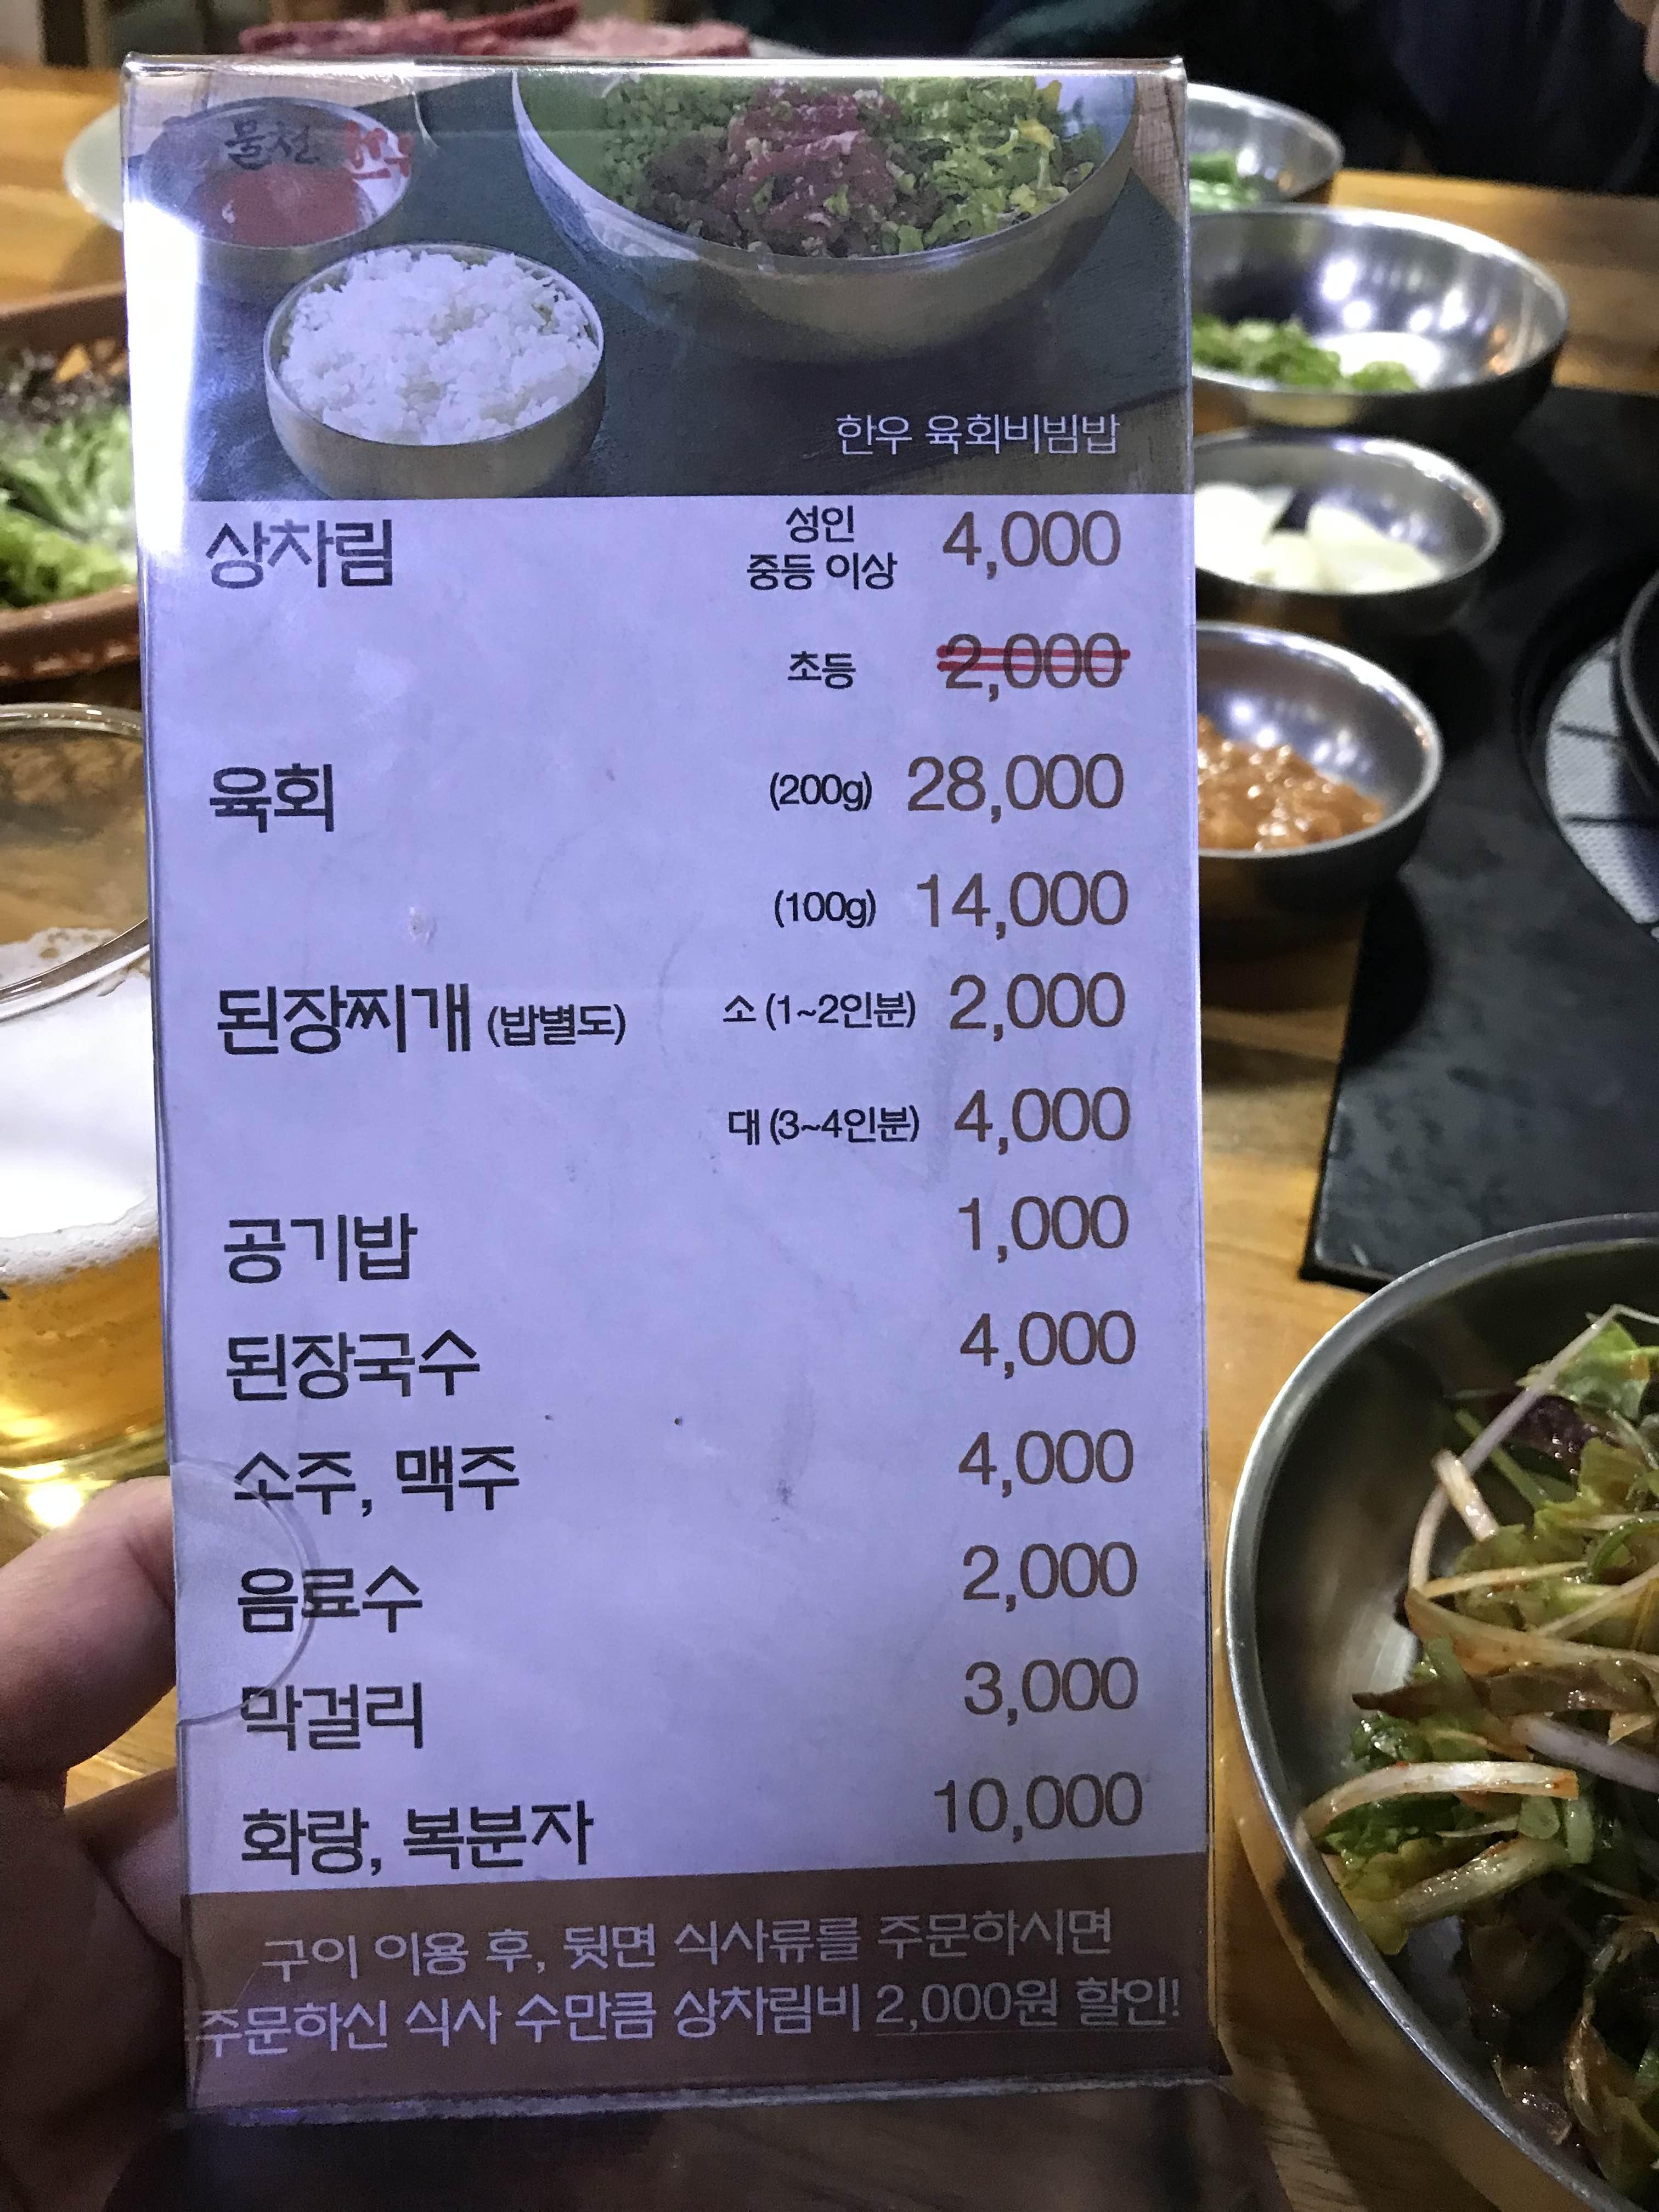 물천
한우 육회비빔밥
상차림 성인 중등 이상 4,000
초등 2,000
육회 (200g) 28,000
(100g) 14,000
된장찌개 (밥별도) 소 (1~2인분) 2,000
대 (3~4인분) 4,000
공기밥 1,000
된장국수 4,000
소주, 맥주 4,000
음료수 2,000
막걸리 3,000
화랑, 복분자 10,000
구이 이용 후, 뒷면 식사류를 주문하시면
주문하신 식사 수만큼 상차림비 2,000원 할인!